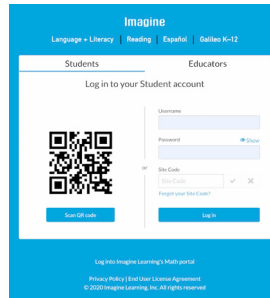 Imagine
Language + Literacy | Reading | Español | Galileo K–12
Students Educators
Log in to your Student account
Username
Password Show
or
Site Code
Site Code
Forgot your Site Code?
Scan QR code Log In
Log into Imagine Learning's Math portal
Privacy Policy | End User License Agreement
© 2020 Imagine Learning, Inc. All rights reserved